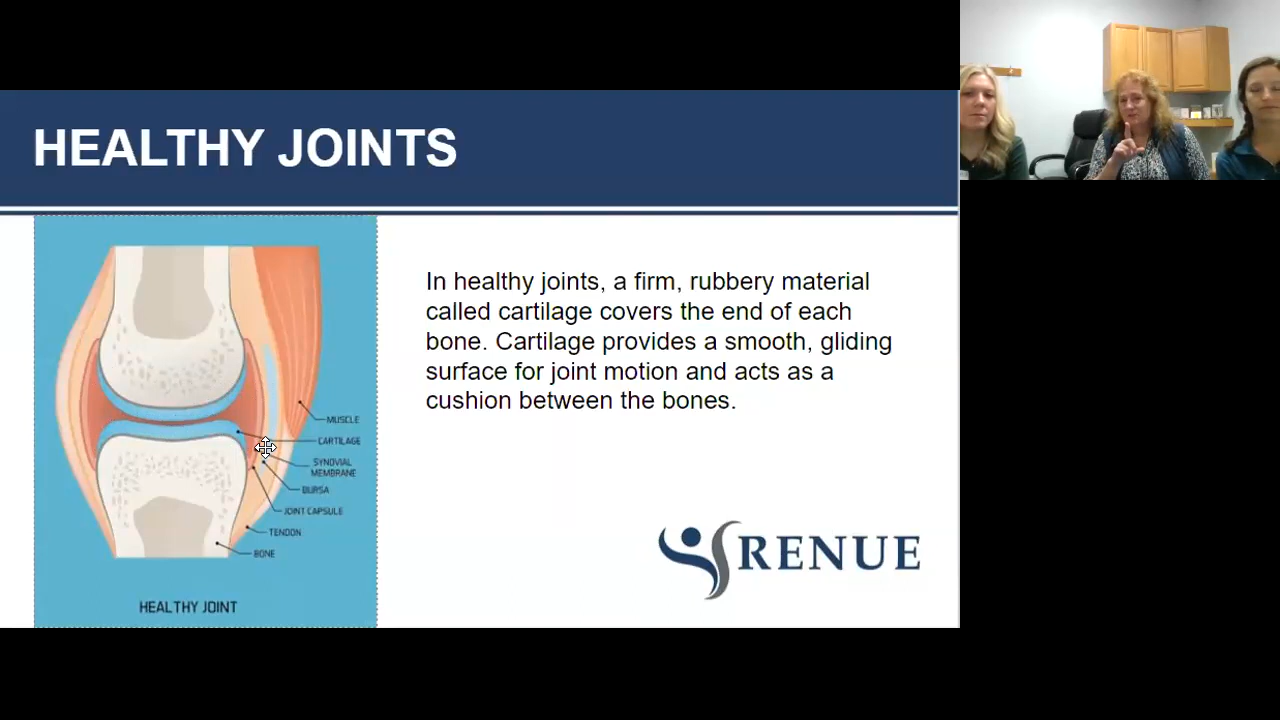 HEALTHY JOINTS
In healthy joints, a firm, rubbery material
called cartilage covers the end of each
bone. Cartilage provides a smooth, gliding
surface for joint motion and acts as a
cushion between the bones.
MUSCLE
CARTILAGE
SYNOVIAL
MEMBRANE
BURSA
JOINT CAPSULE
TENDON
BONE
HEALTHY JOINT
RENUE